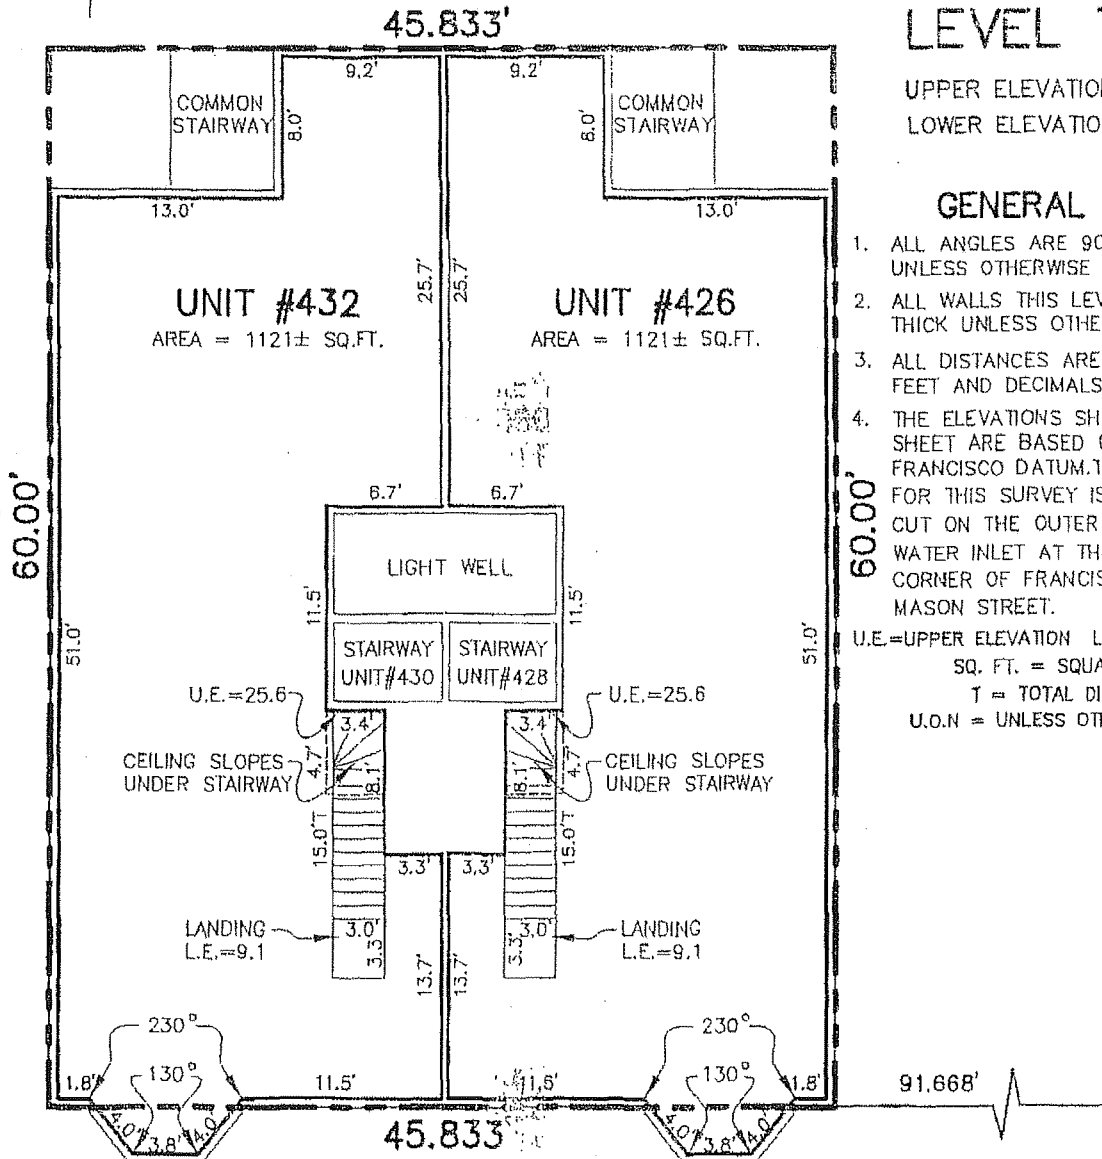 45.833'
LEVEL
UPPER ELEVATION
LOWER ELEVATIO
9.2'
9.2'
COMMON
STAIRWAY
8.0'
8.0'
COMMON
STAIRWAY
13.0'
13.0'
GENERAL
1. ALL ANGLES ARE 90
UNLESS OTHERWISE
2. ALL WALLS THIS LEV
THICK UNLESS OTHE
3. ALL DISTANCES ARE
FEET AND DECIMALS
4. THE ELEVATIONS SH
SHEET ARE BASED
FRANCISCO DATUM.T
FOR THIS SURVEY IS
CUT ON THE OUTER
WATER INLET AT TH
CORNER OF FRANCIS
MASON STREET.
U.E.=UPPER ELEVATION L
SQ. FT. = SQUA
T = TOTAL DI
U.O.N = UNLESS OTH
25.7'
25.7'
UNIT #432
AREA = 1121± SQ.FT.
UNIT #426
AREA = 1121± SQ.FT.
60.00'
60.00'
6.7'
6.7'
LIGHT WELL
11.5'
11.5'
51.0'
51.0'
STAIRWAY
UNIT#430
STAIRWAY
UNIT#428
U.E.=25.6
U.E.=25.6
3.4'
3.4'
4.7'
4.7'
CEILING SLOPES
UNDER STAIRWAY
CEILING SLOPES
UNDER STAIRWAY
8.1'
8.1'
15.0'T
15.0'T
3.3'
3.3'
LANDING
L.E.=9.1
LANDING
L.E.=9.1
3.0'
3.0'
3.3'
3.3'
13.7'
13.7'
230°
230°
130°
130°
1.8'
11.5'
11.5'
1.8'
4.0'
3.8'
4.0'
4.0'
3.8'
4.0'
45.833'
91.668'